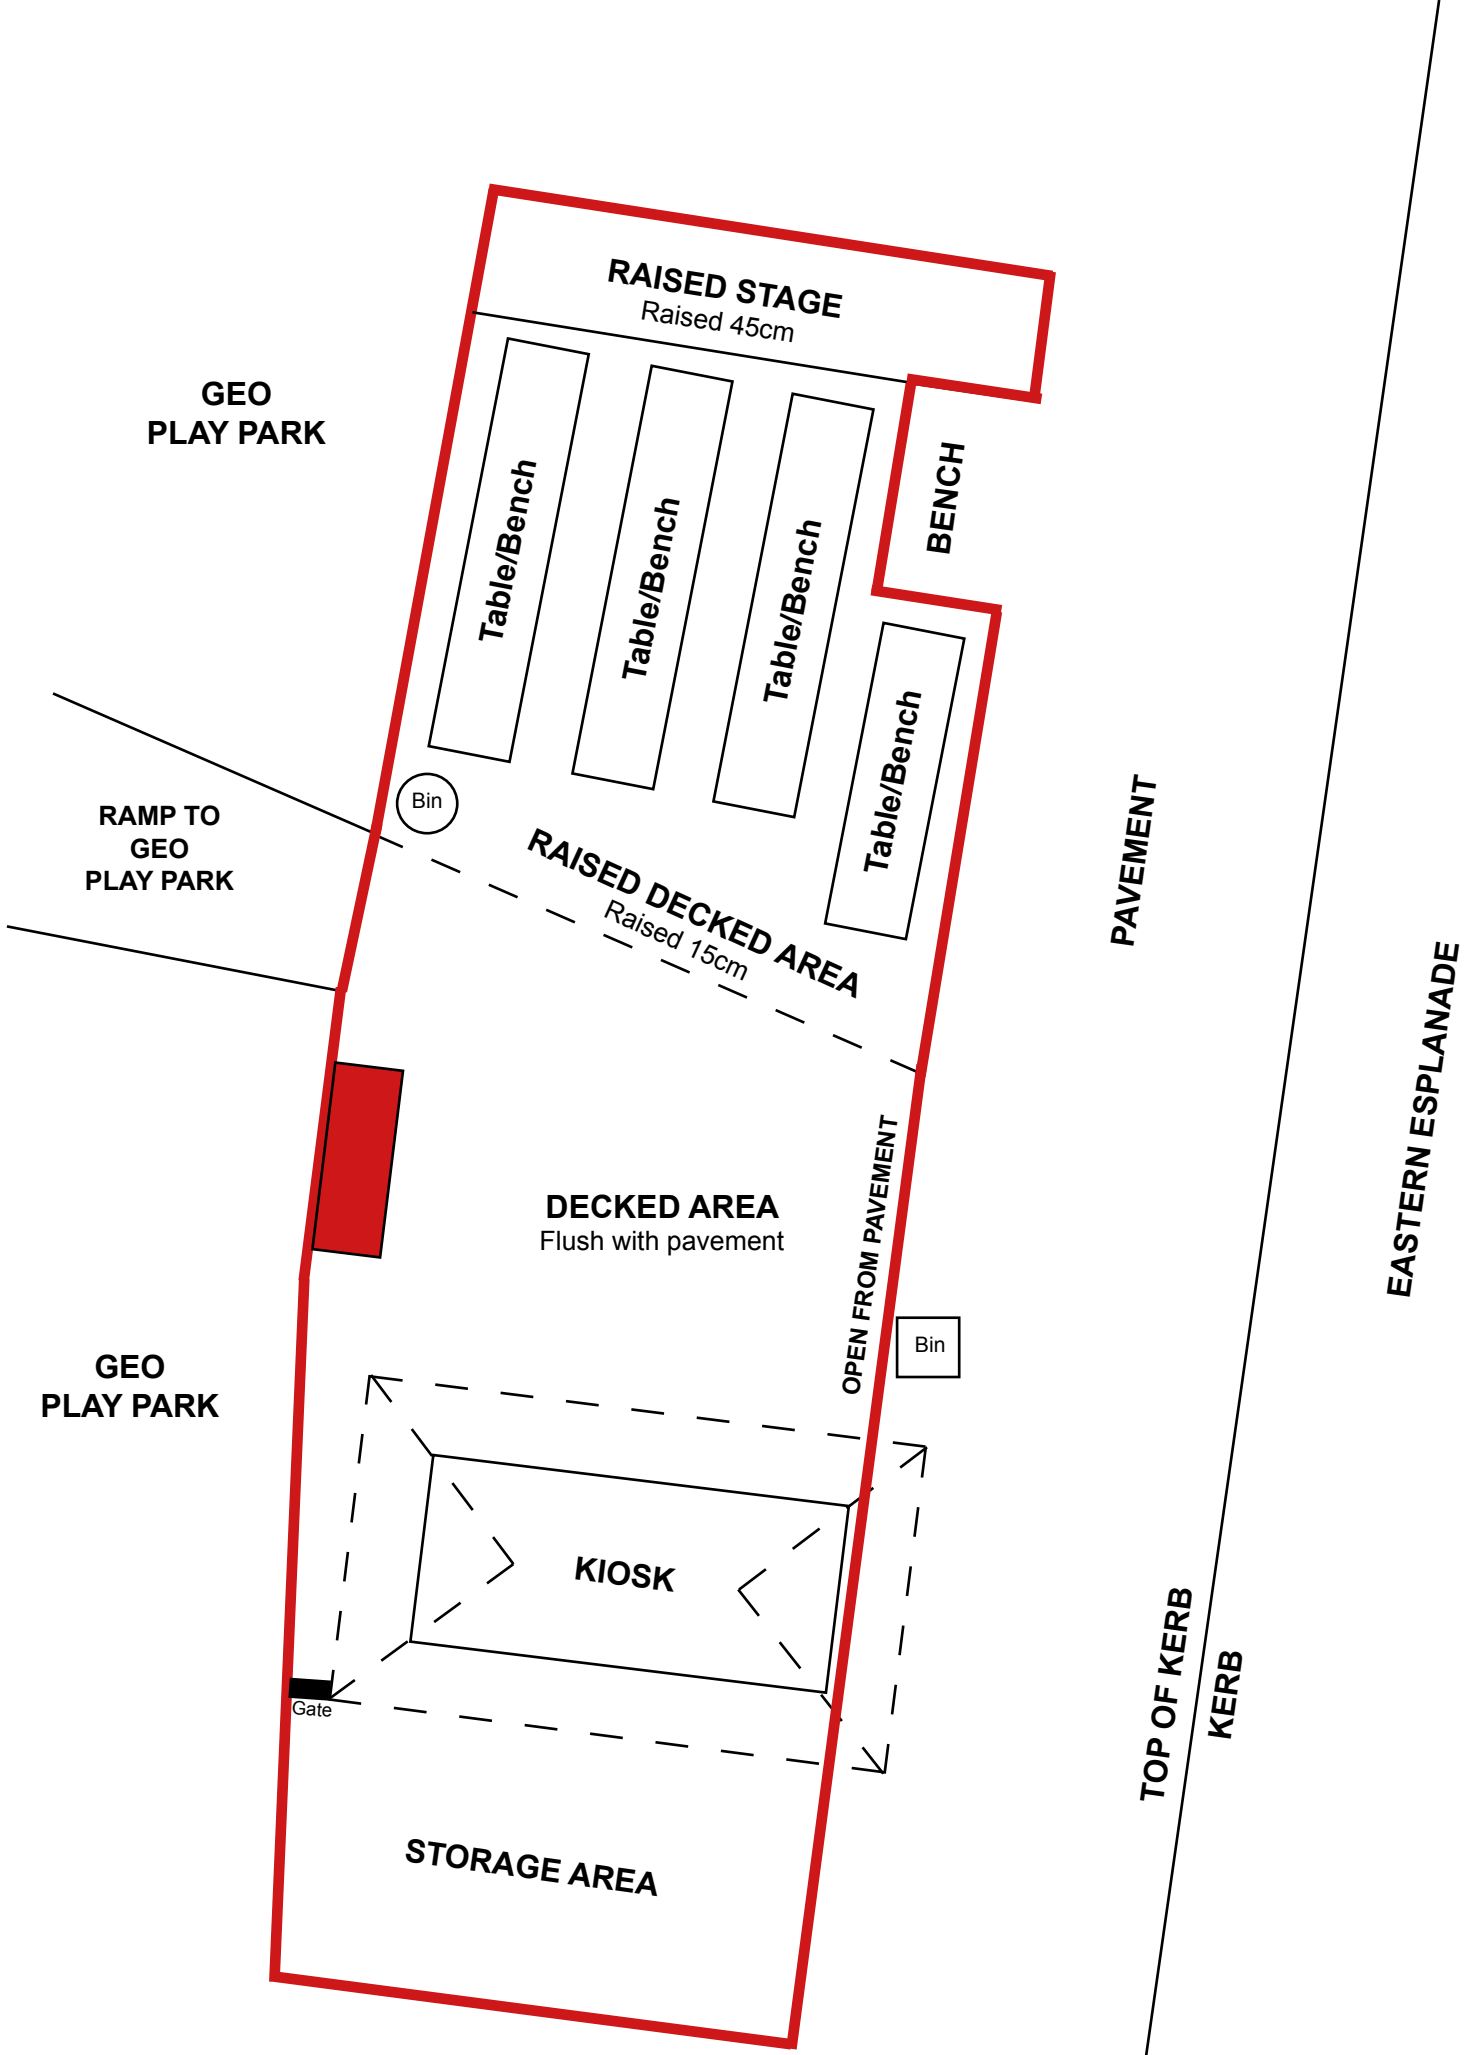 RAISED STAGE
Raised 45cm
GEO
PLAY PARK
Table/Bench
Table/Bench
Table/Bench
BENCH
Table/Bench
Bin
RAMP TO
GEO
PLAY PARK
RAISED DECKED AREA
Raised 15cm
PAVEMENT
EASTERN ESPLANADE
DECKED AREA
Flush with pavement
OPEN FROM PAVEMENT
Bin
GEO
PLAY PARK
KIOSK
TOP OF KERB
KERB
Gate
STORAGE AREA